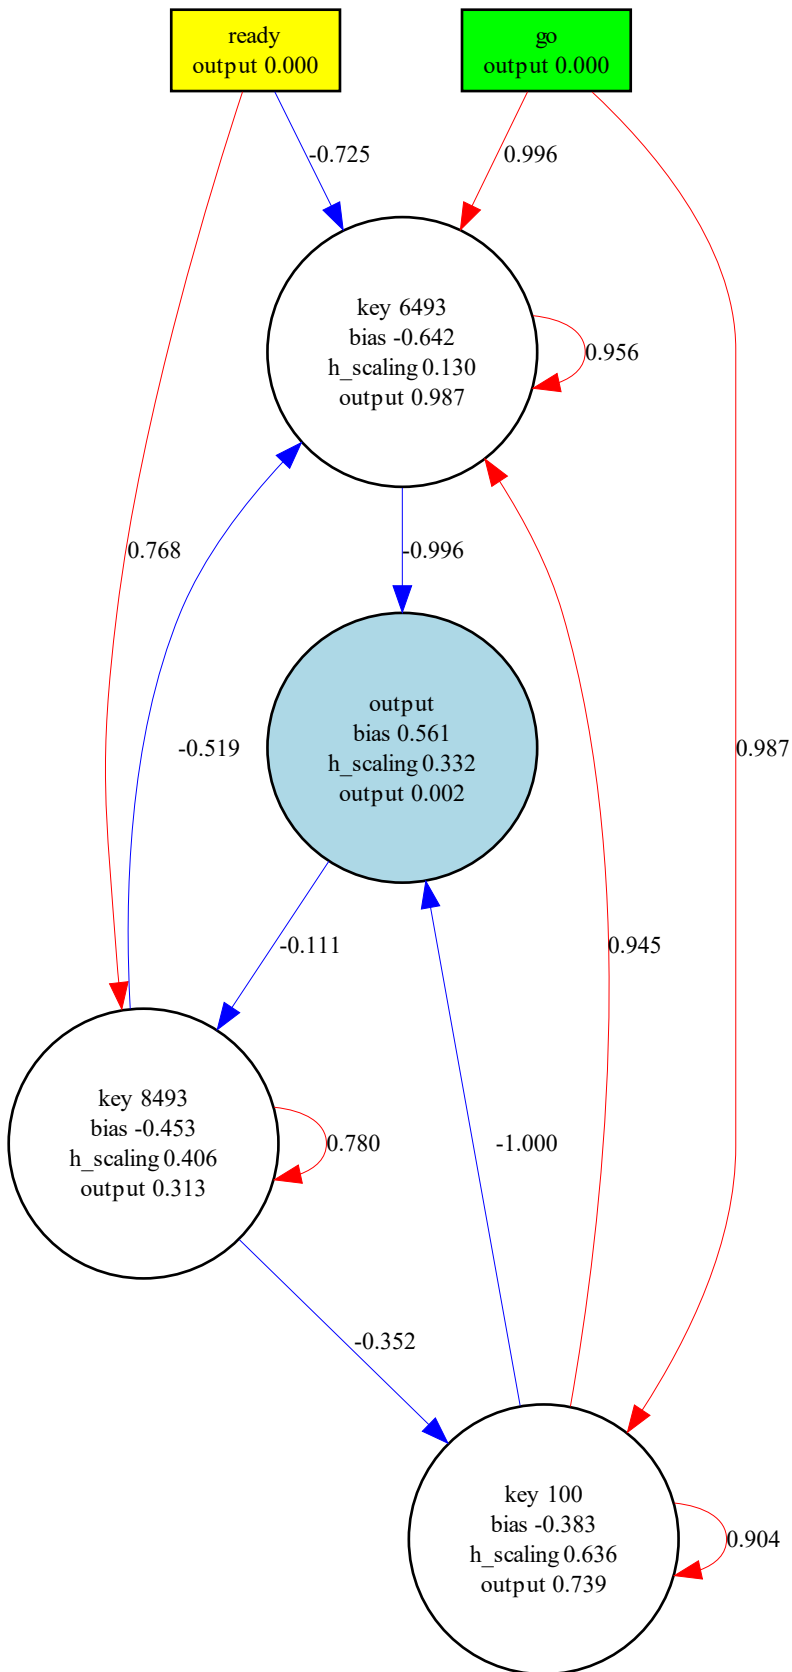 ready
output 0.000
go
output 0.000
-0.725
0.996
key 6493
bias -0.642
h_scaling 0.130
output 0.987
0.956
0.768
-0.996
output
bias 0.561
h_scaling 0.332
output 0.002
-0.519
0.987
-0.111
0.945
key 8493
bias -0.453
h_scaling 0.406
output 0.313
0.780
-1.000
-0.352
key 100
bias -0.383
h_scaling 0.636
output 0.739
0.904